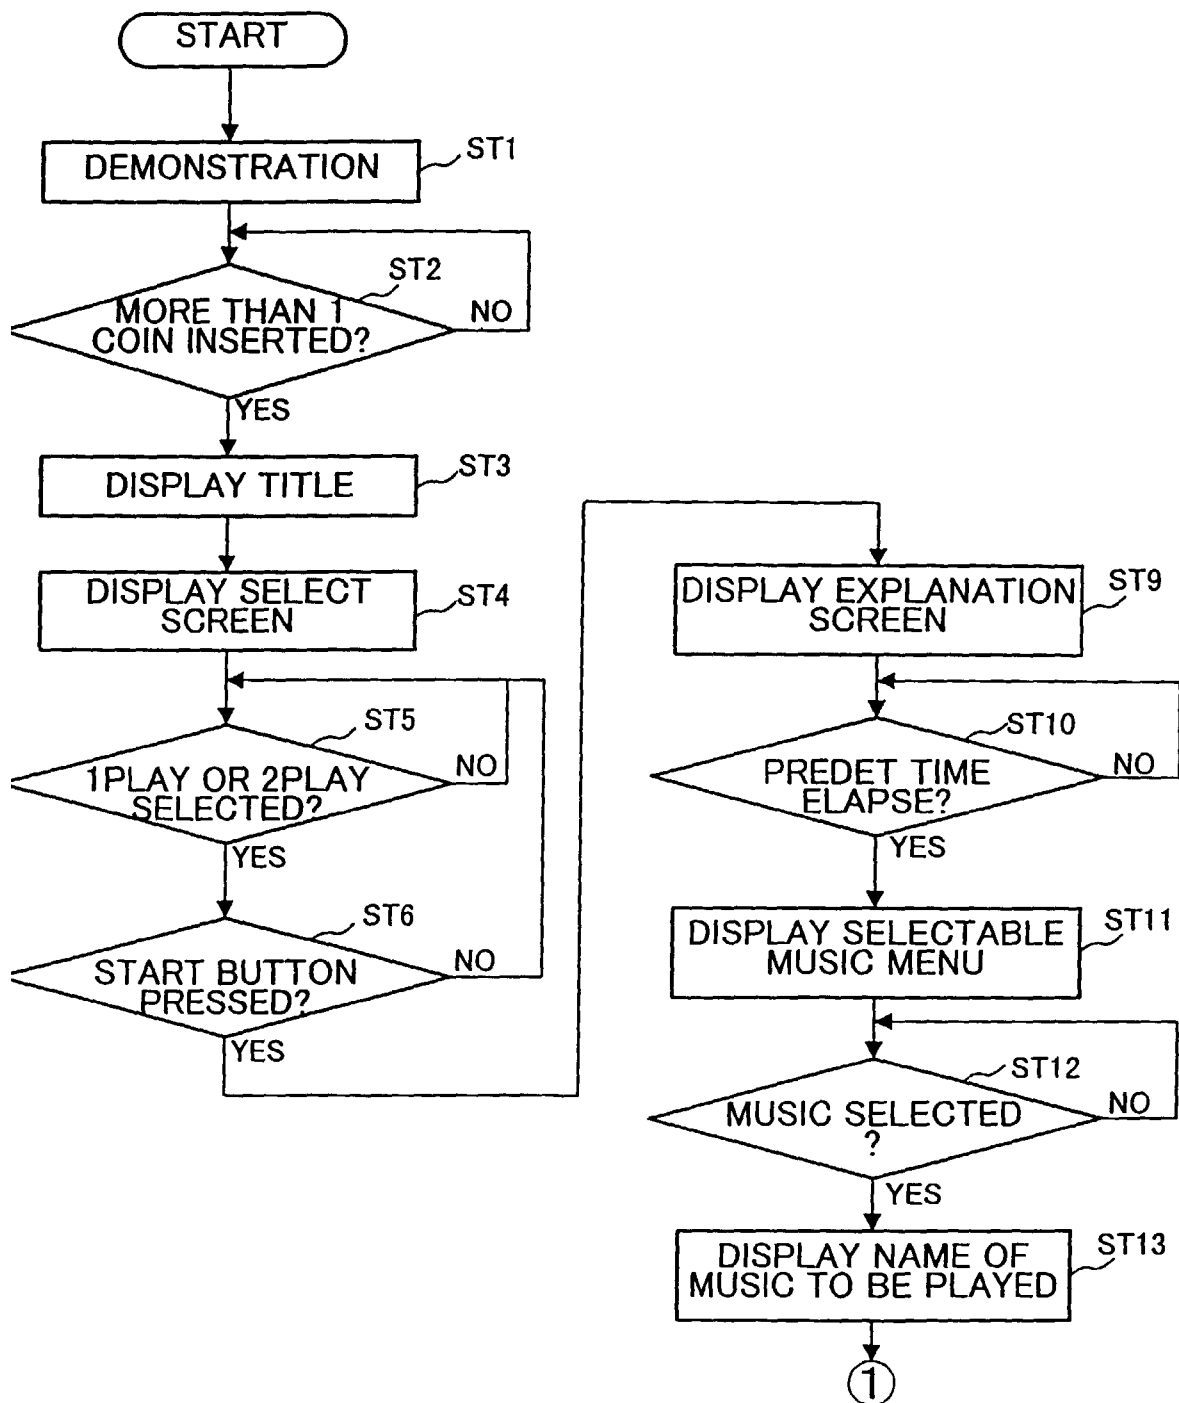 START
DEMONSTRATION
ST1
ST2
MORE THAN 1
COIN INSERTED?
NO
YES
DISPLAY TITLE
ST3
DISPLAY SELECT
SCREEN
ST4
ST5
1PLAY OR 2PLAY
SELECTED?
NO
YES
ST6
START BUTTON
PRESSED?
NO
YES
DISPLAY EXPLANATION
SCREEN
ST9
ST10
PREDET TIME
ELAPSE?
NO
YES
DISPLAY SELECTABLE
MUSIC MENU
ST11
ST12
MUSIC SELECTED
?
NO
YES
DISPLAY NAME OF
MUSIC TO BE PLAYED
ST13
1